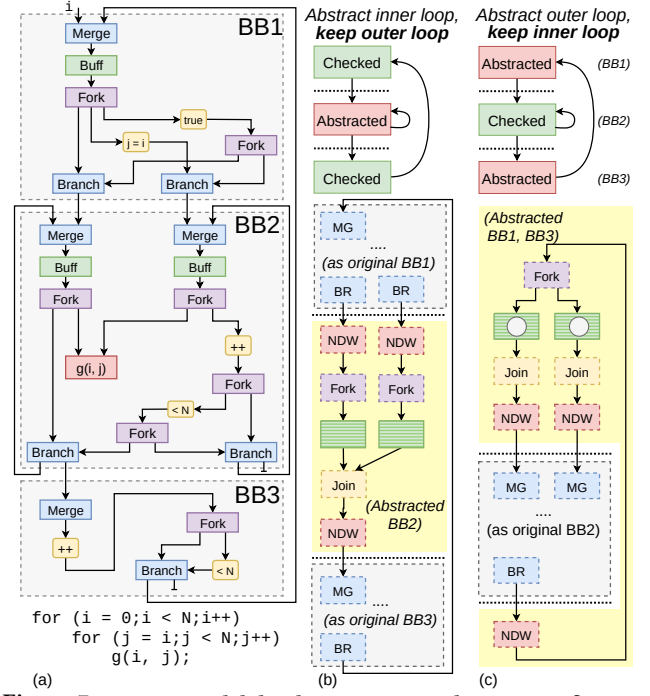 i
BB1
Merge
Buff
Fork
true
j = i
Fork
Branch
Branch
BB2
Merge
Merge
Buff
Buff
Fork
Fork
++
g(i, j)
Fork
< N
Fork
Branch
Branch
BB3
Merge
Fork
++
Branch
< N
for (i = 0;i < N;i++)
for (j = i;j < N;j++)
g(i, j);
(a)
Abstract inner loop,
keep outer loop
Checked
Abstracted
Checked
MG
....
(as original BB1)
BR
BR
NDW
NDW
Fork
Fork
Join
(Abstracted
BB2)
NDW
MG
....
(as original BB3)
BR
(b)
Abstract outer loop,
keep inner loop
Abstracted
(BB1)
Checked
(BB2)
Abstracted
(BB3)
(Abstracted
BB1, BB3)
Fork
Join
Join
NDW
NDW
MG
MG
....
(as original BB2)
BR
NDW
(c)